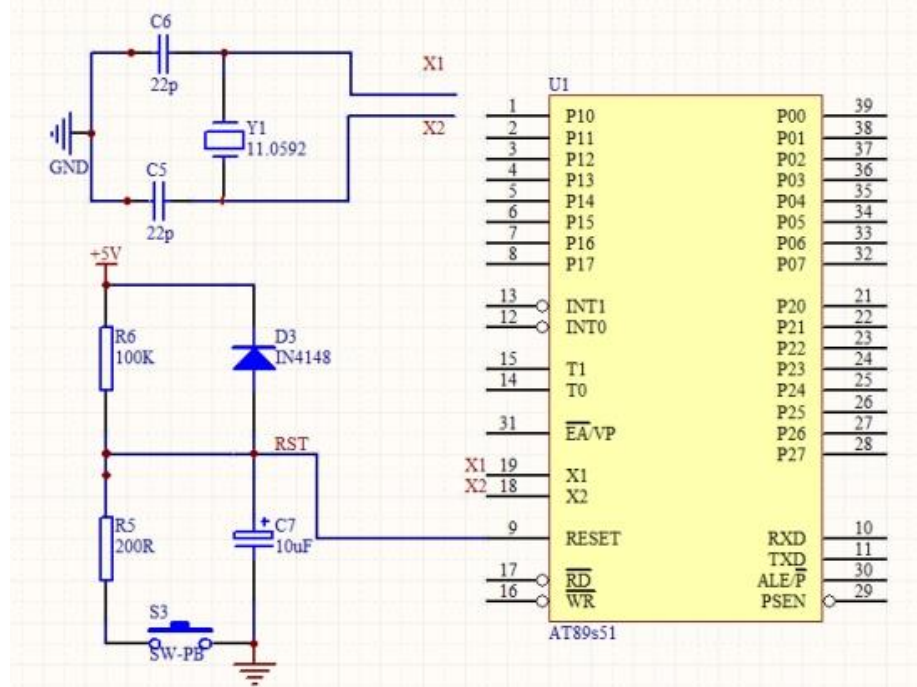 C6
22p
X1
X2
Y1
11.0592
GND
C5
22p
+5V
R6
100K
D3
IN4148
RST
R5
200R
+
C7
10uF
S3
SW-PB
U1
1 P10 P00 39
2 P11 P01 38
3 P12 P02 37
4 P13 P03 36
5 P14 P04 35
6 P15 P05 34
7 P16 P06 33
8 P17 P07 32
13 INT1 P20 21
12 INT0 P21 22
P22 23
15 T1 P23 24
14 T0 P24 25
P25 26
31 EA/VP P26 27
P27 28
X1 19 X1
X2 18 X2
9 RESET RXD 10
TXD 11
17 RD ALE/P 30
16 WR PSEN 29
AT89s51